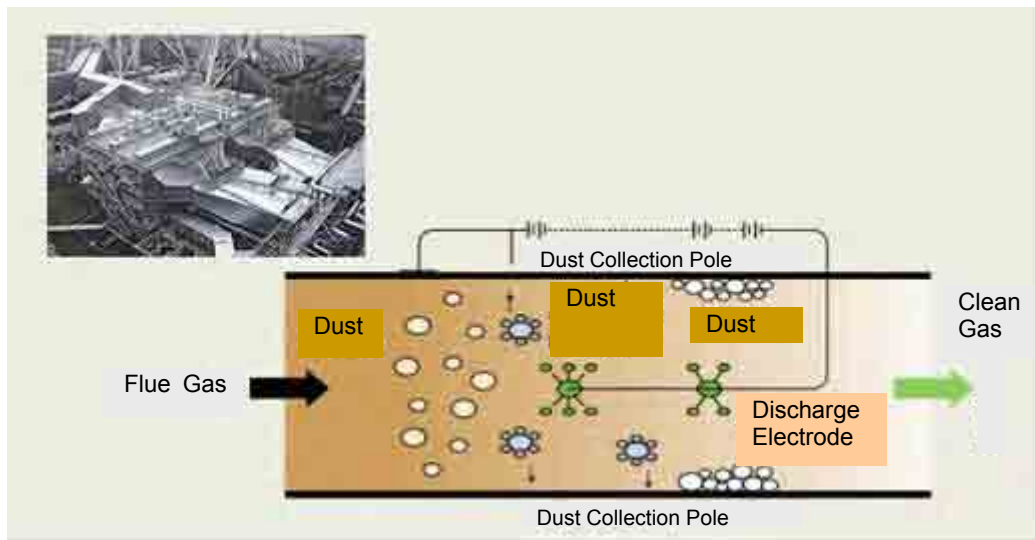 Dust Collection Pole
Dust
Dust
Dust
Clean
Gas
Flue Gas
Discharge
Electrode
Dust Collection Pole